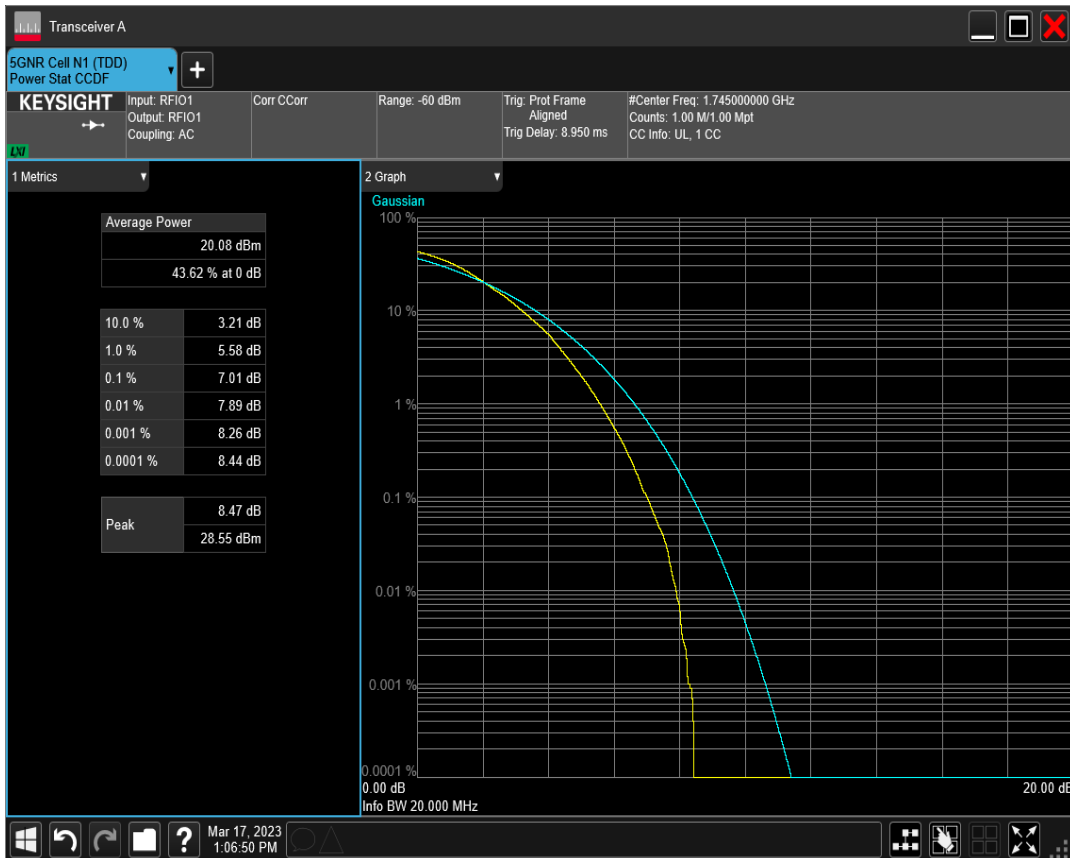 Transceiver A
5GNR Cell N1 (TDD)
Power Stat CCDF
+
KEYSIGHT
LXI
Input: RFIO1
Output: RFIO1
Coupling: AC
Corr CCorr
Range: -60 dBm
Trig: Prot Frame
Aligned
Trig Delay: 8.950 ms
#Center Freq: 1.745000000 GHz
Counts: 1.00 M/1.00 Mpt
CC Info: UL, 1 CC
1 Metrics
Average Power
20.08 dBm
43.62 % at 0 dB
10.0 % 3.21 dB
1.0 % 5.58 dB
0.1 % 7.01 dB
0.01 % 7.89 dB
0.001 % 8.26 dB
0.0001 % 8.44 dB
Peak 8.47 dB
28.55 dBm
2 Graph
Gaussian
100 %
10 %
1 %
0.1 %
0.01 %
0.001 %
0.0001 %
0.00 dB 20.00 dB
Info BW 20.000 MHz
?
Mar 17, 2023
1:06:50 PM